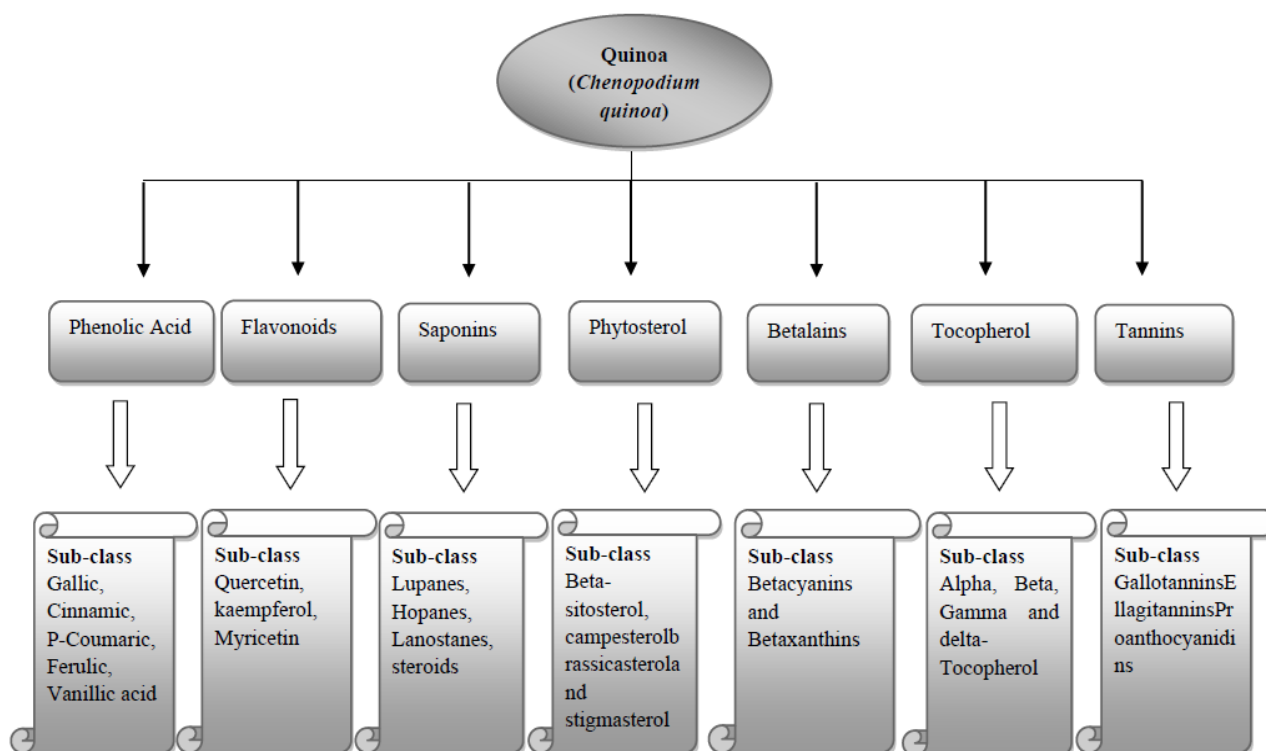 Quinoa
(Chenopodium
quinoa)
Phenolic Acid
Flavonoids
Saponins
Phytosterol
Betalains
Tocopherol
Tannins
Sub-class
Gallic,
Cinnamic,
P-Coumaric,
Ferulic,
Vanillic acid
Sub-class
Quercetin,
kaempferol,
Myricetin
Sub-class
Lupanes,
Hopanes,
Lanostanes,
steroids
Sub-class
Beta-
sitosterol,
campesterolb
rassicasterola
nd
stigmasterol
Sub-class
Betacyanins
and
Betaxanthins
Sub-class
Alpha, Beta,
Gamma and
delta-
Tocopherol
Sub-class
GallotanninsE
llagitanninsPr
oanthocyanidi
ns